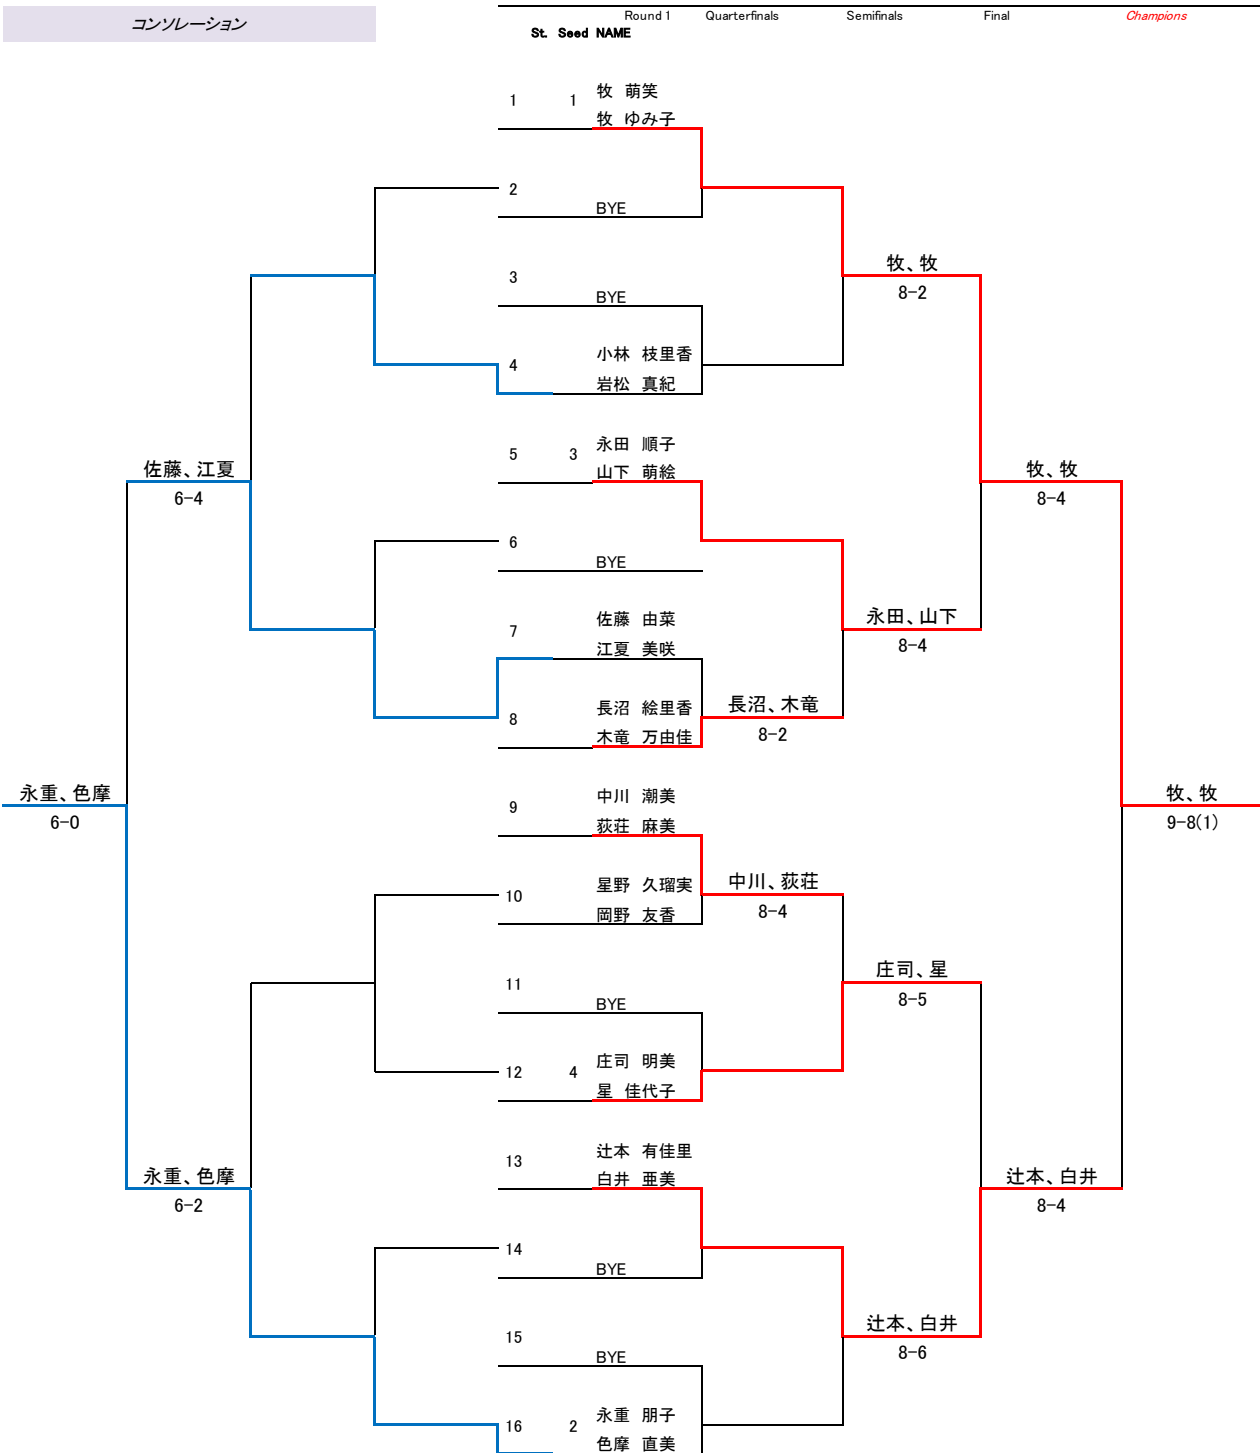 コンソレーション
Round 1 Quarterfinals Semifinals Final Champions
St. Seed NAME
1 1 牧 萌笑
牧 ゆみ子
2
BYE
牧、牧
8-2
3
BYE
4 小林 枝里香
岩松 真紀
5 3 永田 順子
山下 萌絵
佐藤、江夏
6-4
牧、牧
8-4
6
BYE
7 佐藤 由菜
江夏 美咲
永田、山下
8-4
8 長沼 絵里香
木竜 万由佳
長沼、木竜
8-2
永重、色摩
6-0
9 中川 潮美
荻荘 麻美
牧、牧
9-8(1)
10 星野 久瑠実
岡野 友香
中川、荻荘
8-4
11
BYE
庄司、星
8-5
12 4 庄司 明美
星 佳代子
13 辻本 有佳里
白井 亜美
永重、色摩
6-2
辻本、白井
8-4
14
BYE
15
BYE
辻本、白井
8-6
16 2 永重 朋子
色摩 直美